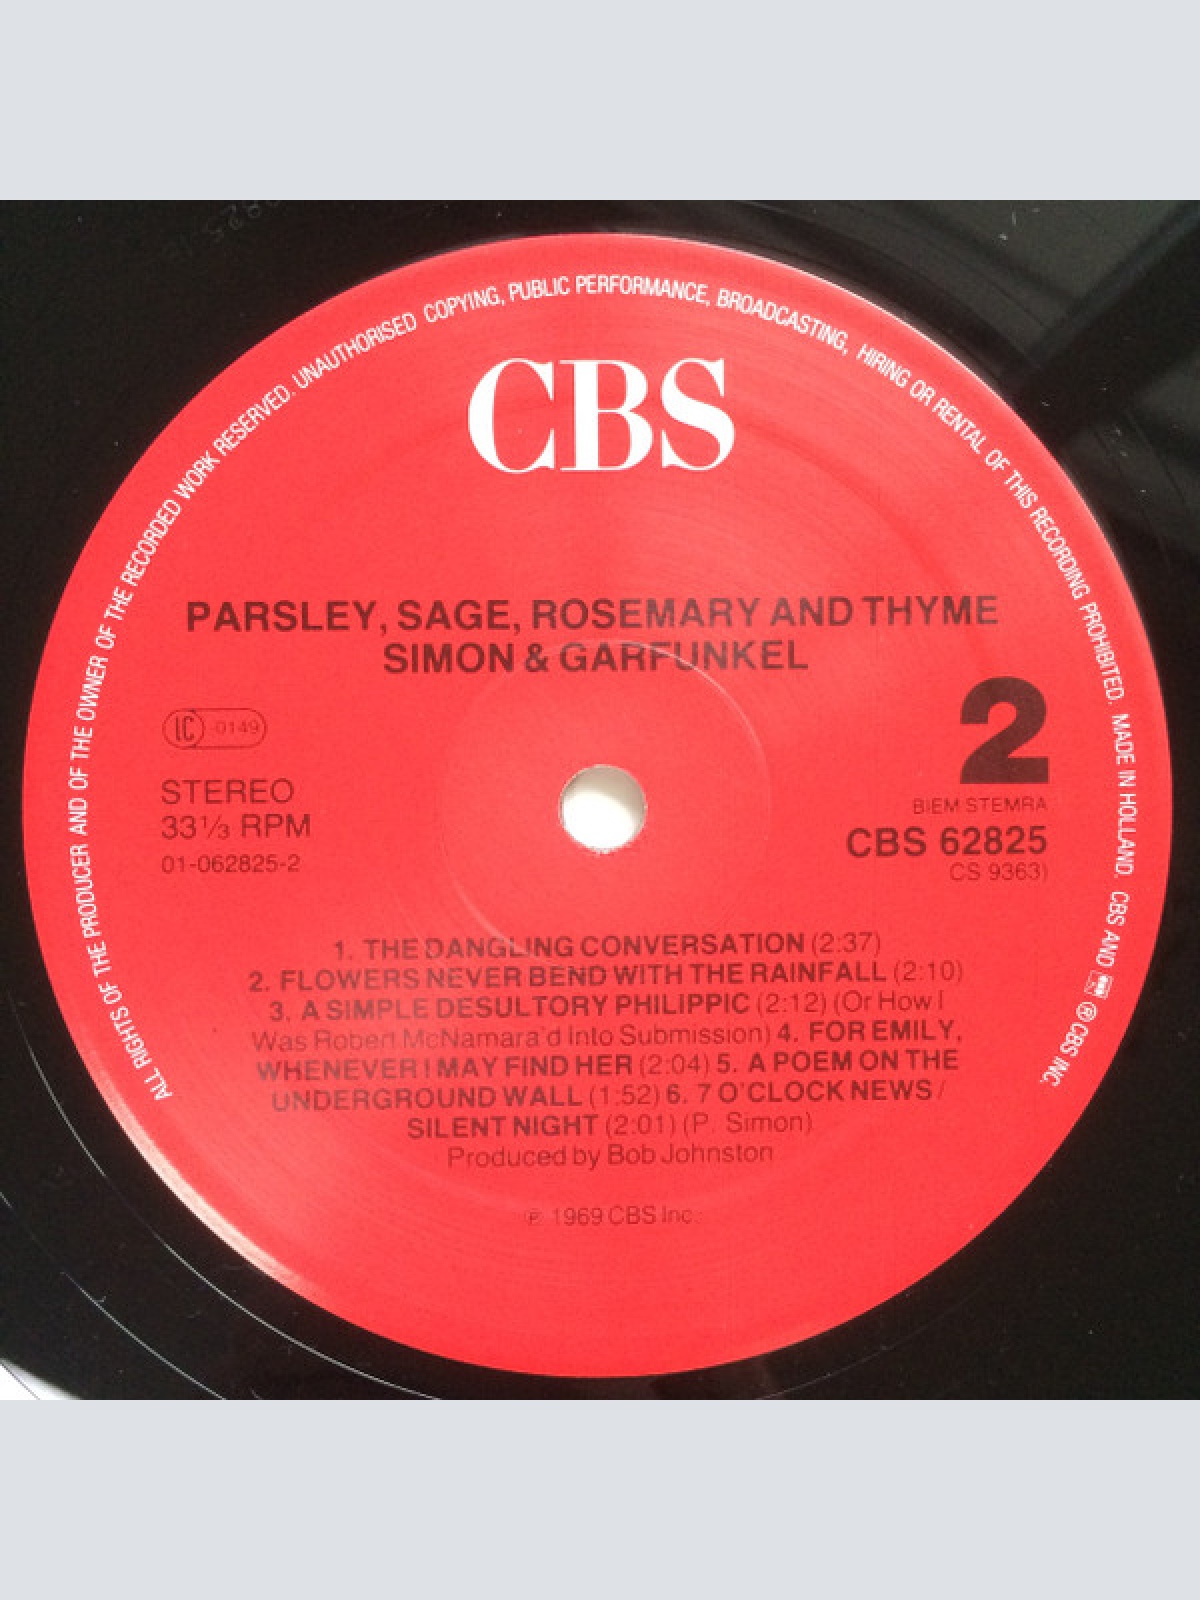 ALL RIGHTS OF THE PRODUCER AND OF THE OWNER OF THE RECORDED WORK RESERVED. UNAUTHORISED COPYING, PUBLIC PERFORMANCE, BROADCASTING, HIRING OR RENTAL OF THIS RECORDING PROHIBITED. MADE IN HOLLAND. CBS AND ℗ CBS INC.
CBS
PARSLEY, SAGE, ROSEMARY AND THYME
SIMON & GARFUNKEL
2
LC 0149
STEREO
33⅓ RPM
01-062825-2
BIEM STEMRA
CBS 62825
CS 9363)
1. THE DANGLING CONVERSATION (2:37)
2. FLOWERS NEVER BEND WITH THE RAINFALL (2:10)
3. A SIMPLE DESULTORY PHILIPPIC (2:12) (Or How I
Was Robert McNamara'd Into Submission) 4. FOR EMILY,
WHENEVER I MAY FIND HER (2:04) 5. A POEM ON THE
UNDERGROUND WALL (1:52) 6. 7 O'CLOCK NEWS /
SILENT NIGHT (2:01) (P. Simon)
Produced by Bob Johnston
℗ 1969 CBS Inc.